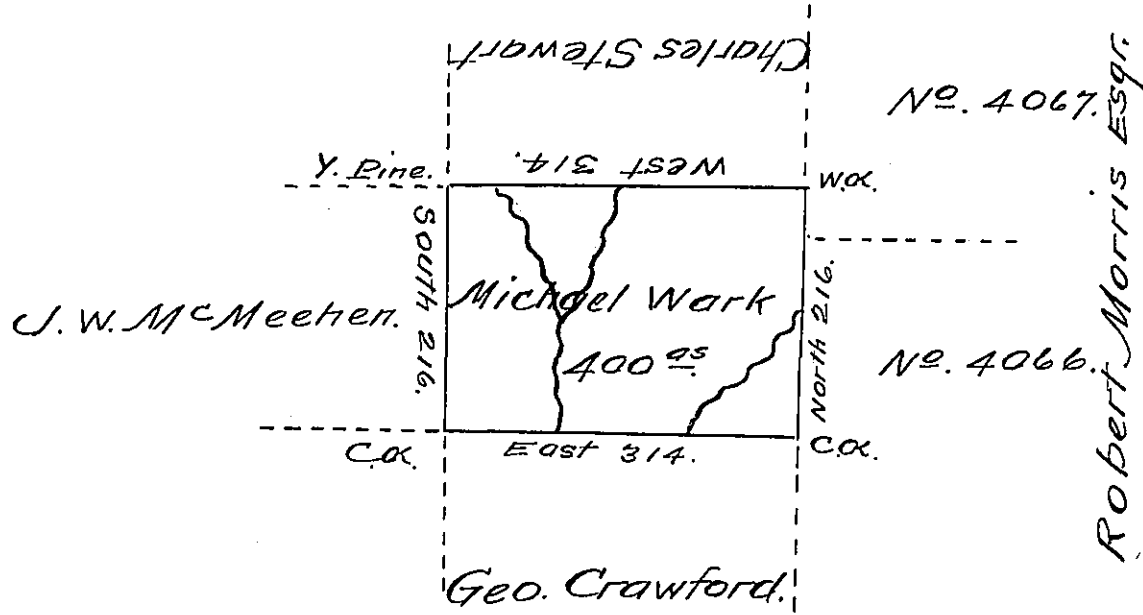 Charles Stewart
Nº. 4067.
Robert Morris Esqr.
Y. Pine.
West 314.
W.O.
South 216.
J. W. McMeehen.
Michael Wark
400 as
North 216.
Nº. 4066.
C.O.
East 314.
C.O.
Geo. Crawford.